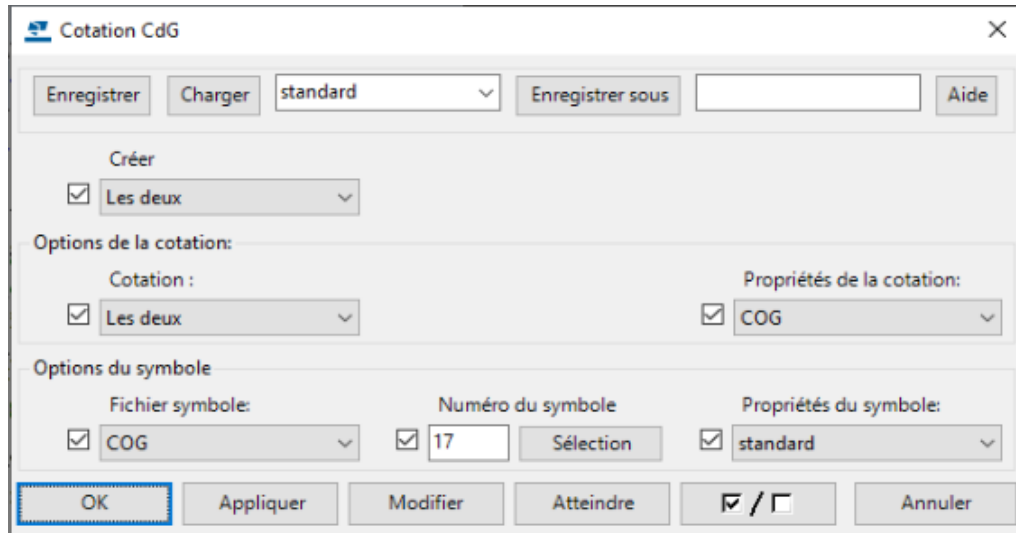 Cotation CdG
Enregistrer Charger standard Enregistrer sous Aide
Créer
Les deux
Options de la cotation:
Cotation : Propriétés de la cotation:
Les deux COG
Options du symbole
Fichier symbole: Numéro du symbole Propriétés du symbole:
COG 17 Sélection standard
OK Appliquer Modifier Atteindre / Annuler